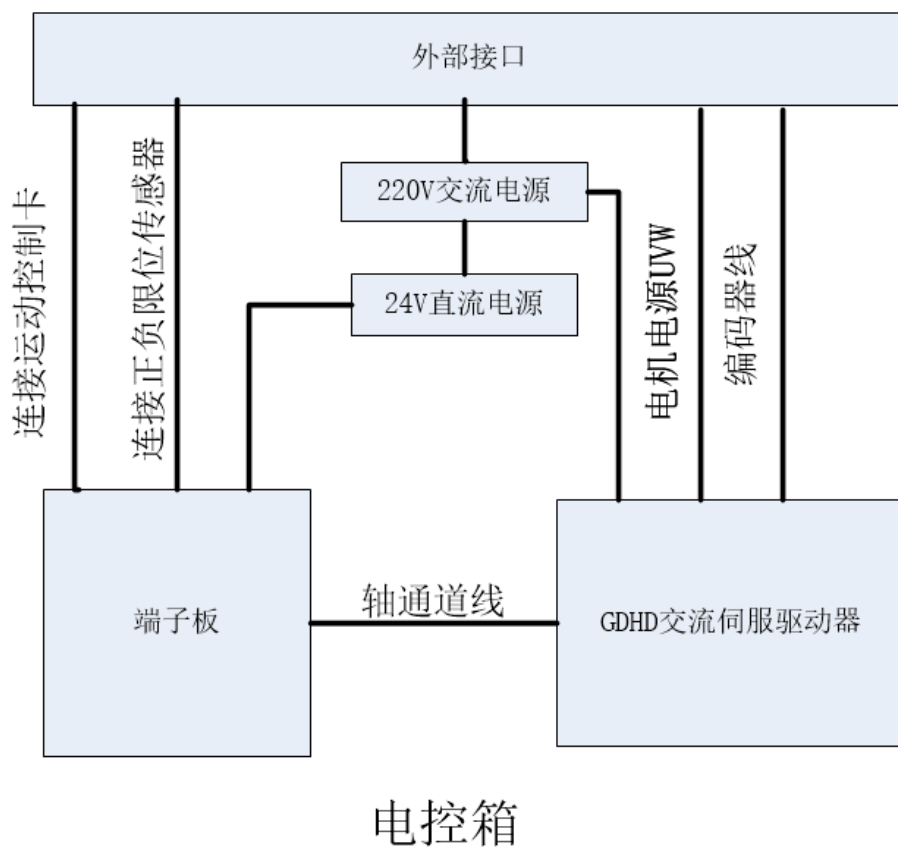 外部接口
220V交流电源
24V直流电源
连接运动控制卡
连接正负限位传感器
电机电源UVW
编码器线
端子板
轴通道线
GDHD交流伺服驱动器
电控箱